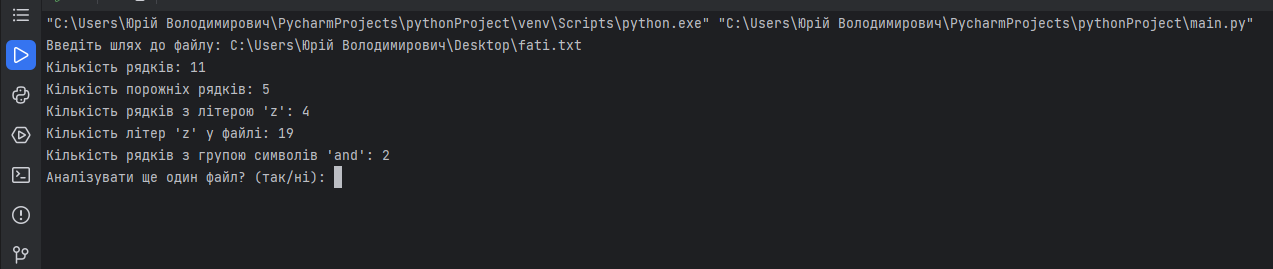 "C:\Users\Юрій Володимирович\PycharmProjects\pythonProject\venv\Scripts\python.exe" "C:\Users\Юрій Володимирович\PycharmProjects\pythonProject\main.py"
Введіть шлях до файлу: C:\Users\Юрій Володимирович\Desktop\fati.txt
Кількість рядків: 11
Кількість порожніх рядків: 5
Кількість рядків з літерою 'z': 4
Кількість літер 'z' у файлі: 19
Кількість рядків з групою символів 'and': 2
Аналізувати ще один файл? (так/ні):